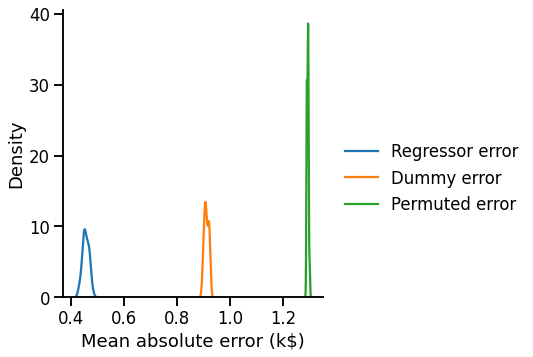 40
30
20
10
0
Density
0.4 0.6 0.8 1.0 1.2
Mean absolute error (k$)
Regressor error
Dummy error
Permuted error